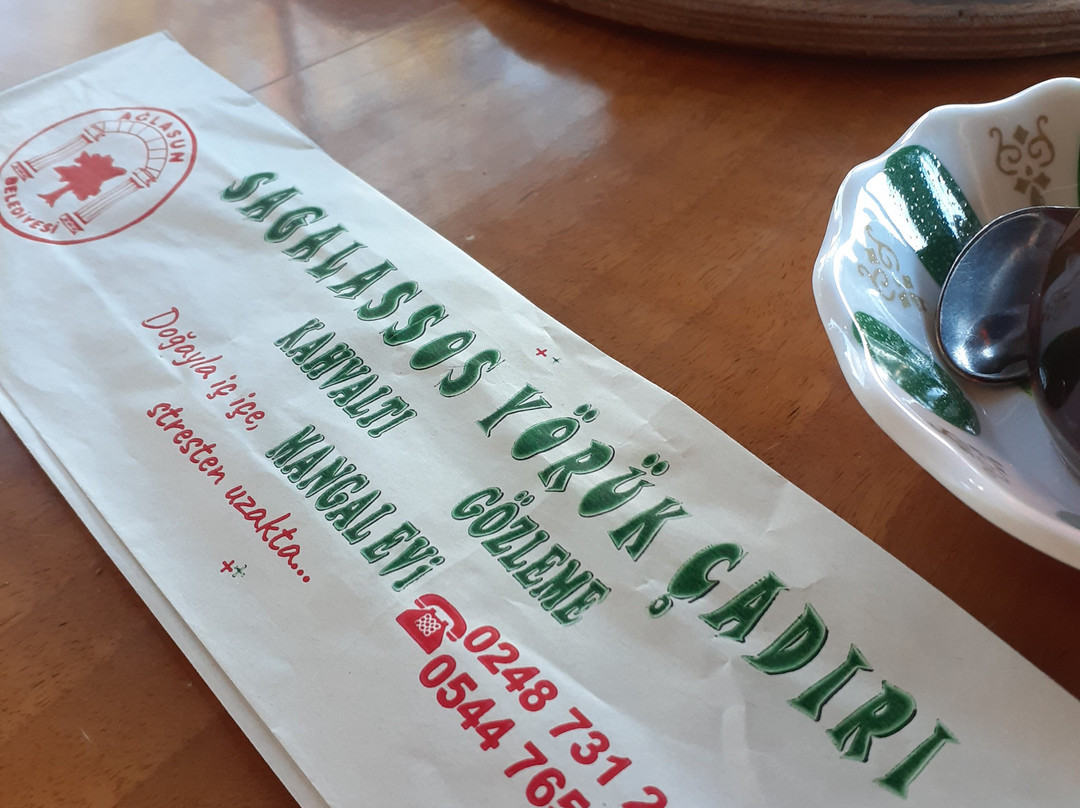 AĞLASUN
BELEDİYESİ
SAGALASSOS YÖRÜK ÇADIRI
KAHVALTI GÖZLEME
MANGAL EVİ
Doğayla iç içe,
stresten uzakta...
0248 731 2
0544 765